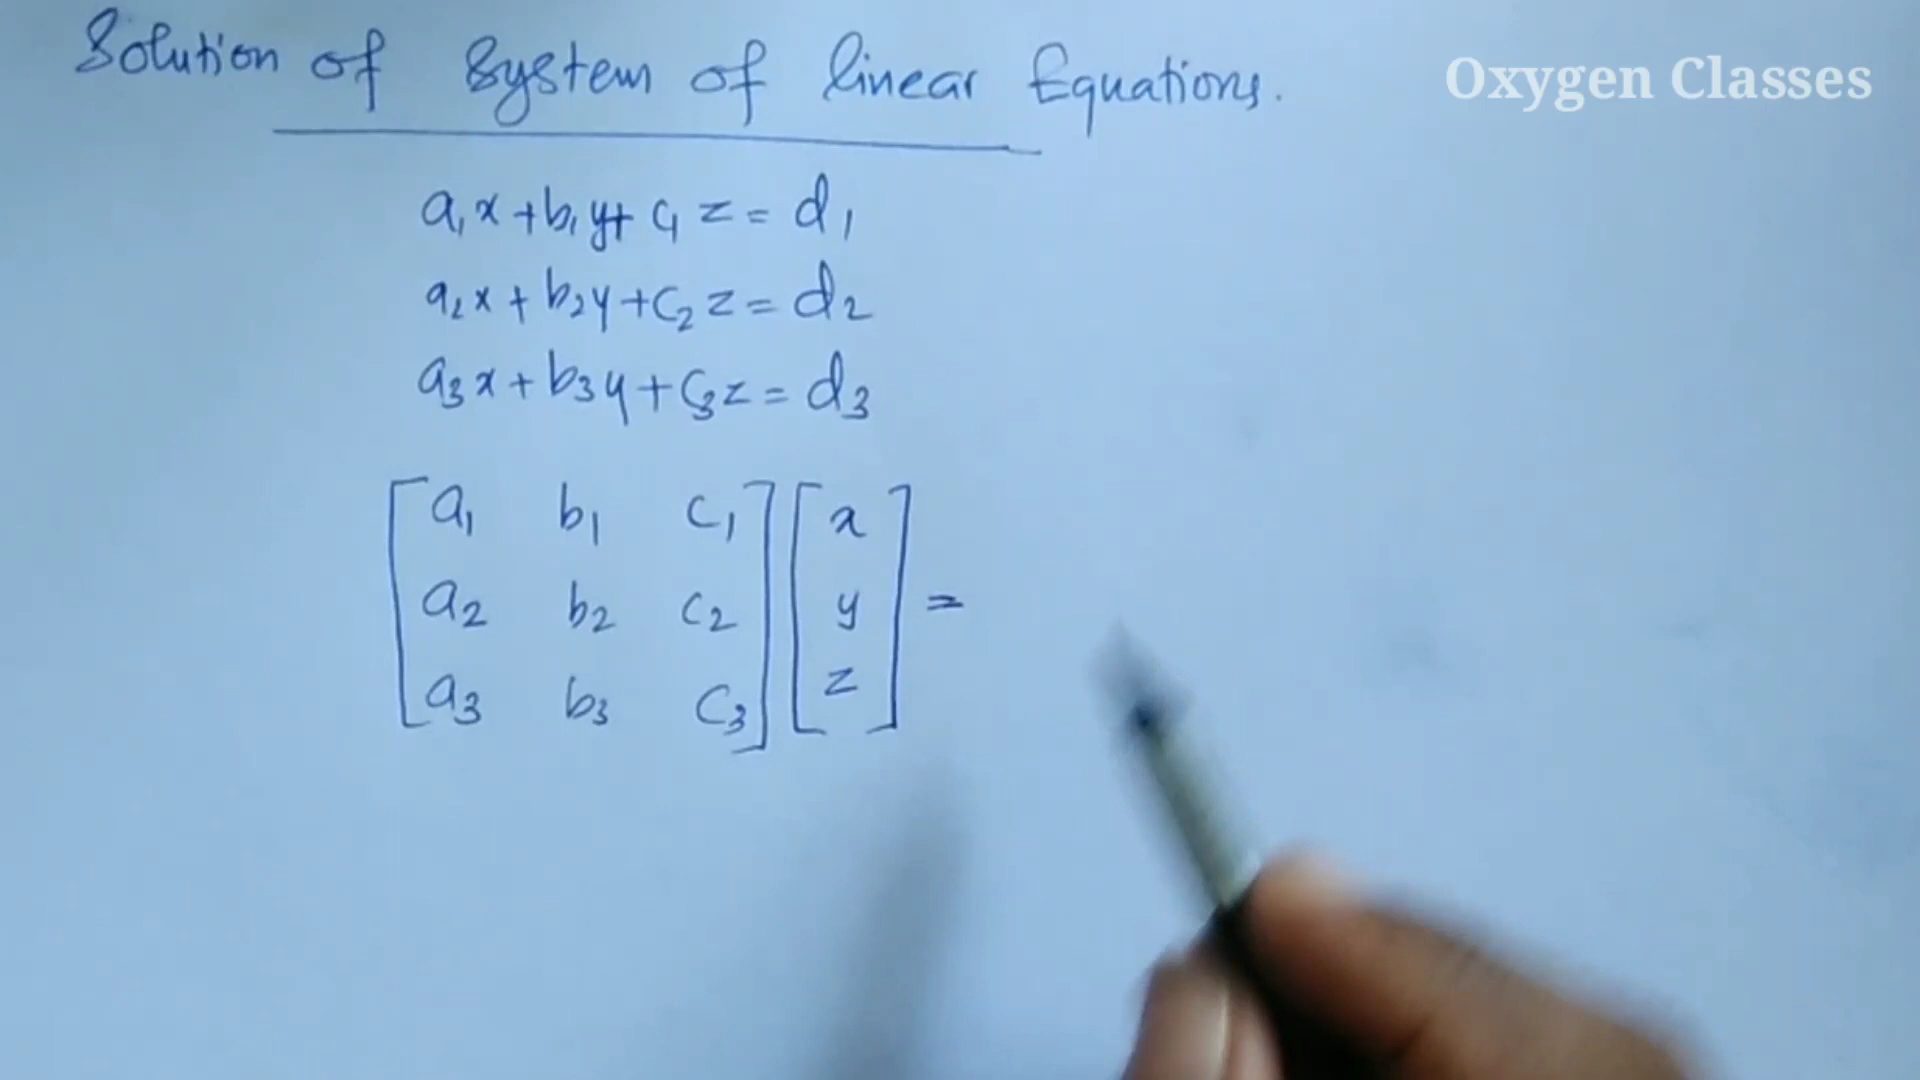 Solution of System of linear Equations.
Oxygen Classes
a₁x+b₁y+c₁z=d₁
a₂x+b₂y+c₂z=d₂
a₃x+b₃y+c₃z=d₃
[a₁ b₁ c₁] [x]
[a₂ b₂ c₂] [y] =
[a₃ b₃ c₃] [z]